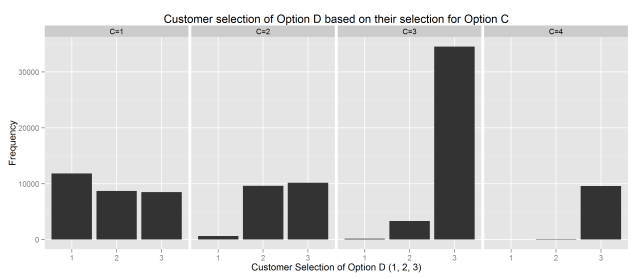 Customer selection of Option D based on their selection for Option C
C=1 C=2 C=3 C=4
30000
20000
10000
0
Frequency
1 2 3 1 2 3 1 2 3 1 2 3
Customer Selection of Option D (1, 2, 3)